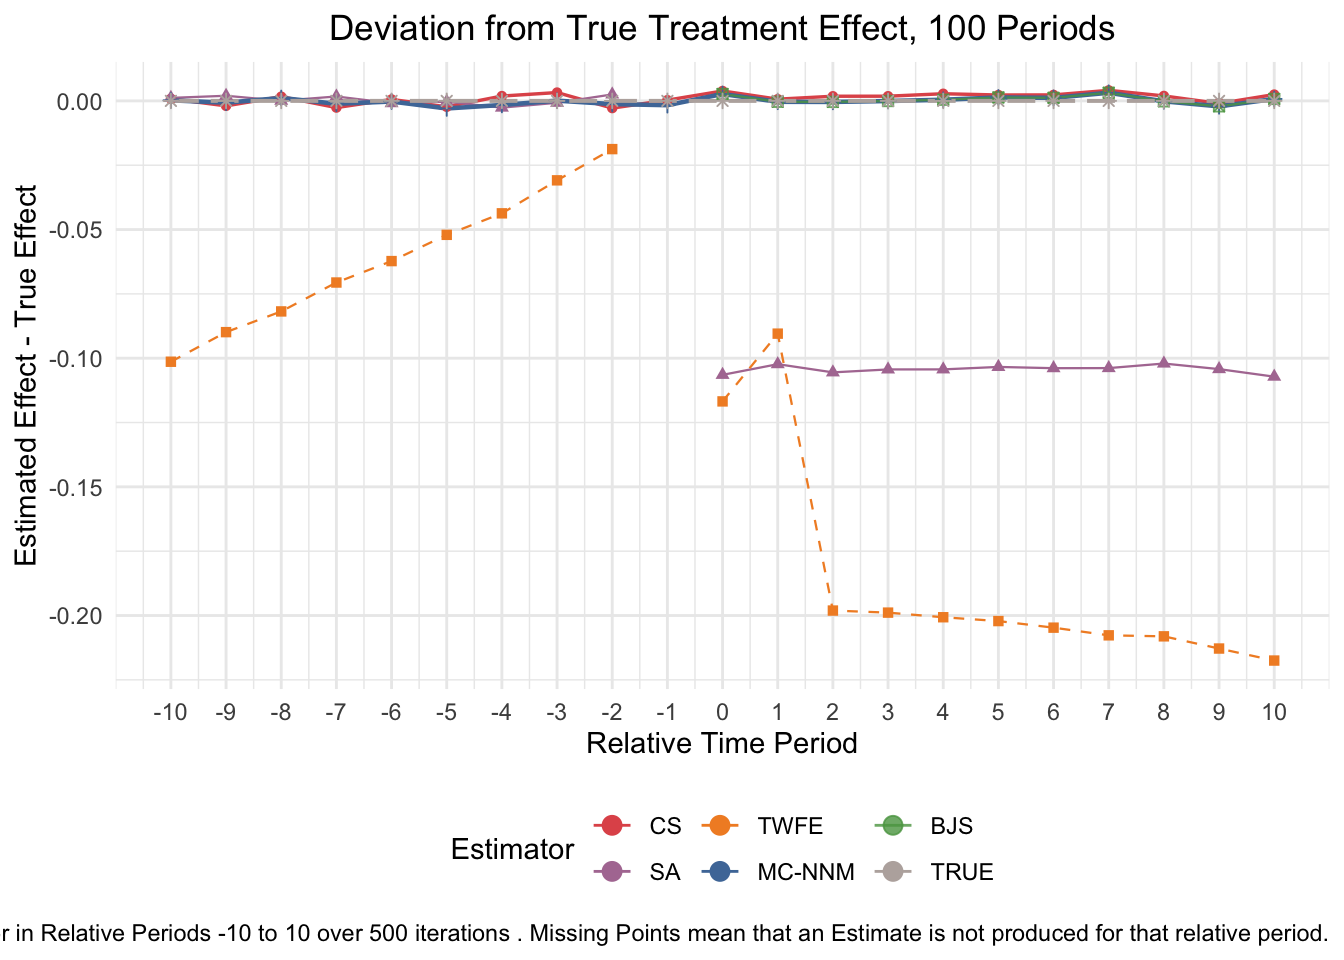 Deviation from True Treatment Effect, 100 Periods
Estimated Effect - True Effect
0.00
-0.05
-0.10
-0.15
-0.20
-10 -9 -8 -7 -6 -5 -4 -3 -2 -1 0 1 2 3 4 5 6 7 8 9 10
Relative Time Period
Estimator
CS TWFE BJS
SA MC-NNM TRUE
in Relative Periods -10 to 10 over 500 iterations . Missing Points mean that an Estimate is not produced for that relative period.